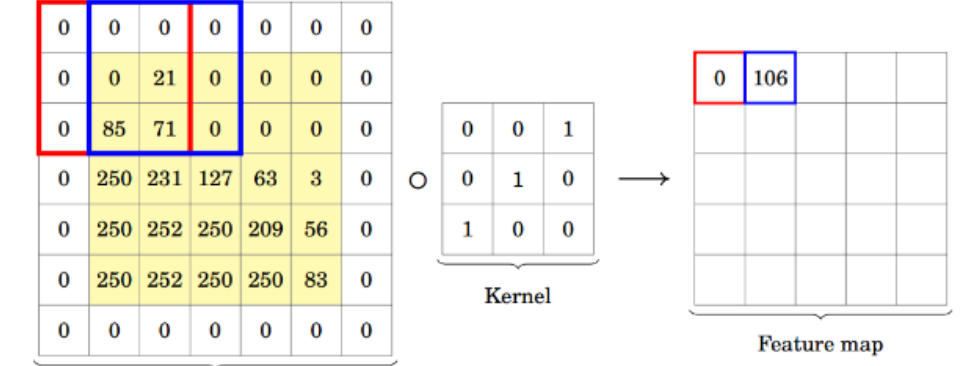 0 0 0 0 0 0 0
0 0 21 0 0 0 0
0 85 71 0 0 0 0
0 250 231 127 63 3 0
0 250 252 250 209 56 0
0 250 252 250 250 83 0
0 0 0 0 0 0 0
0 0 1
0 1 0
1 0 0
Kernel
0 106
Feature map